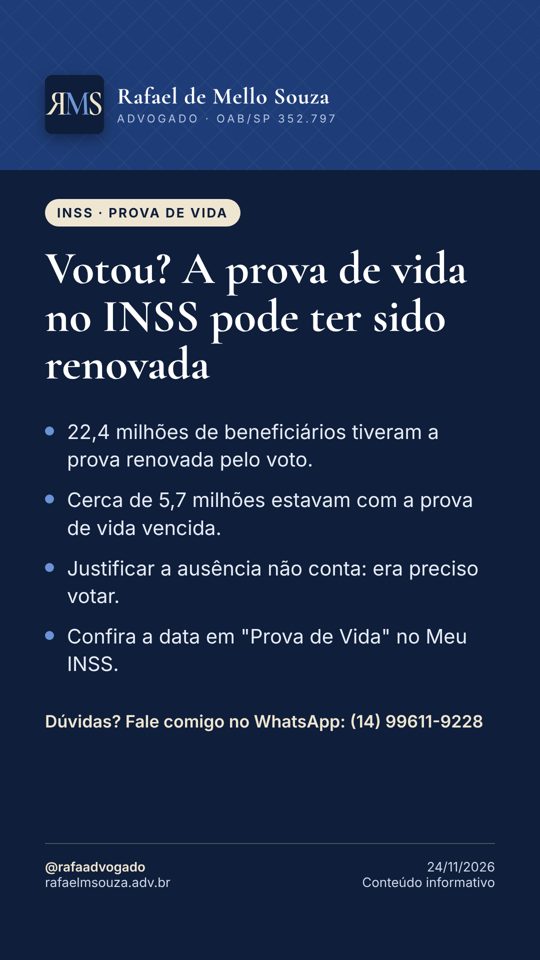 RMS
Rafael de Mello Souza
ADVOGADO · OAB/SP 352.797
INSS · PROVA DE VIDA
Votou? A prova de vida
no INSS pode ter sido
renovada
22,4 milhões de beneficiários tiveram a
prova renovada pelo voto.
Cerca de 5,7 milhões estavam com a prova
de vida vencida.
Justificar a ausência não conta: era preciso
votar.
Confira a data em "Prova de Vida" no Meu
INSS.
Dúvidas? Fale comigo no WhatsApp: (14) 99611-9228
@rafaadvogado
rafaelmsouza.adv.br
24/11/2026
Conteúdo informativo